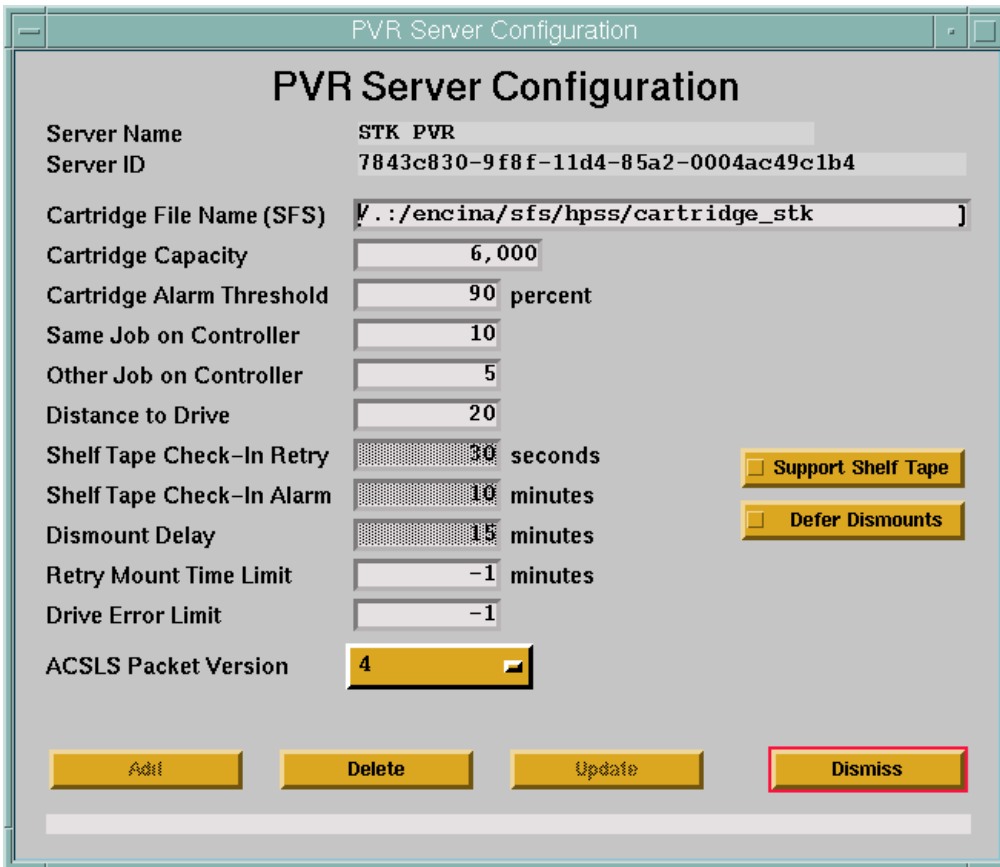 PVR Server Configuration
PVR Server Configuration
Server Name STK PVR
Server ID 7843c830-9f8f-11d4-85a2-0004ac49c1b4
Cartridge File Name (SFS) /.:/encina/sfs/hpss/cartridge_stk
Cartridge Capacity 6,000
Cartridge Alarm Threshold 90 percent
Same Job on Controller 10
Other Job on Controller 5
Distance to Drive 20
Shelf Tape Check-In Retry 30 seconds
Support Shelf Tape
Shelf Tape Check-In Alarm 10 minutes
Defer Dismounts
Dismount Delay 15 minutes
Retry Mount Time Limit -1 minutes
Drive Error Limit -1
ACSLS Packet Version 4
Add Delete Update Dismiss